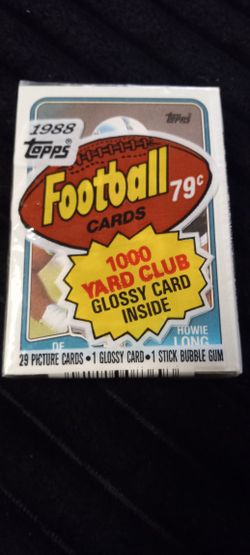 1988
topps®
Topps
Football
CARDS
79¢
1000
YARD CLUB
GLOSSY CARD
INSIDE
DE
HOWIE
LONG
29 PICTURE CARDS • 1 GLOSSY CARD • 1 STICK BUBBLE GUM